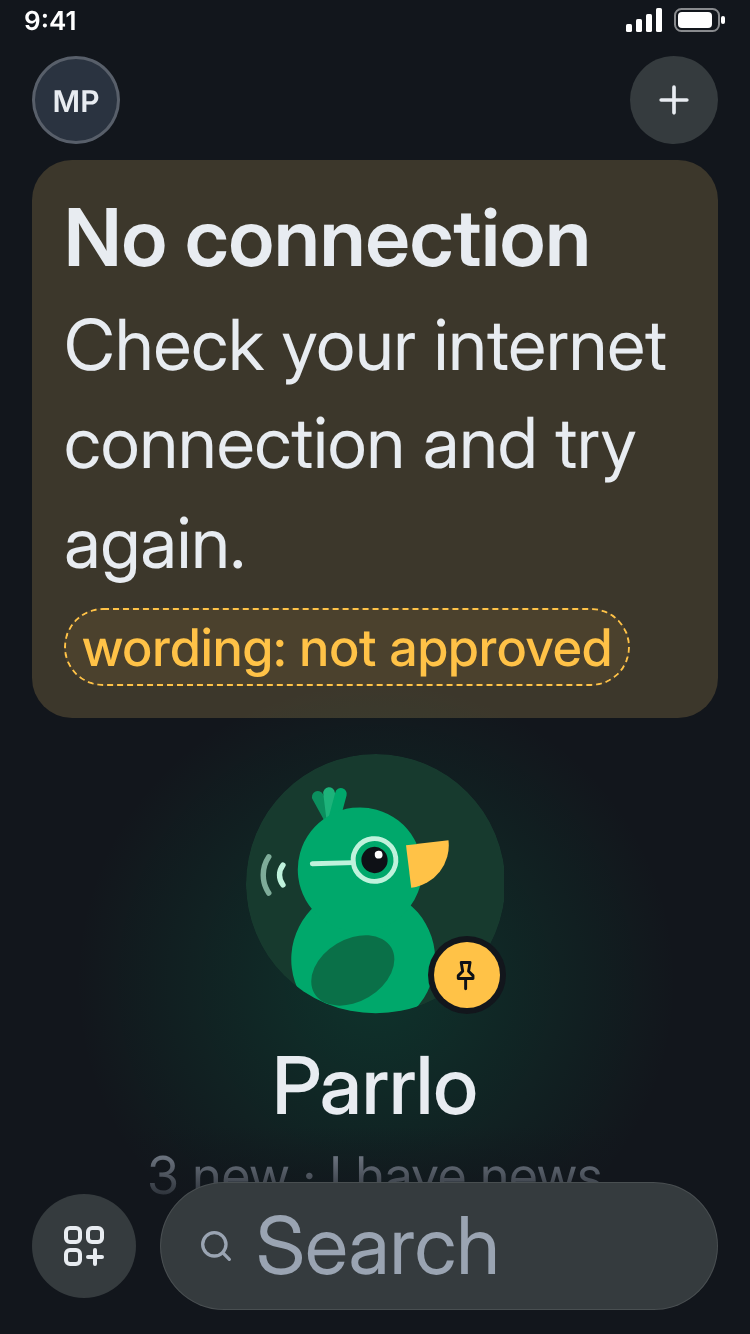 9:41
MP
No connection
Check your internet
connection and try
again.
wording: not approved
Parrlo
3 new · I have news
Search